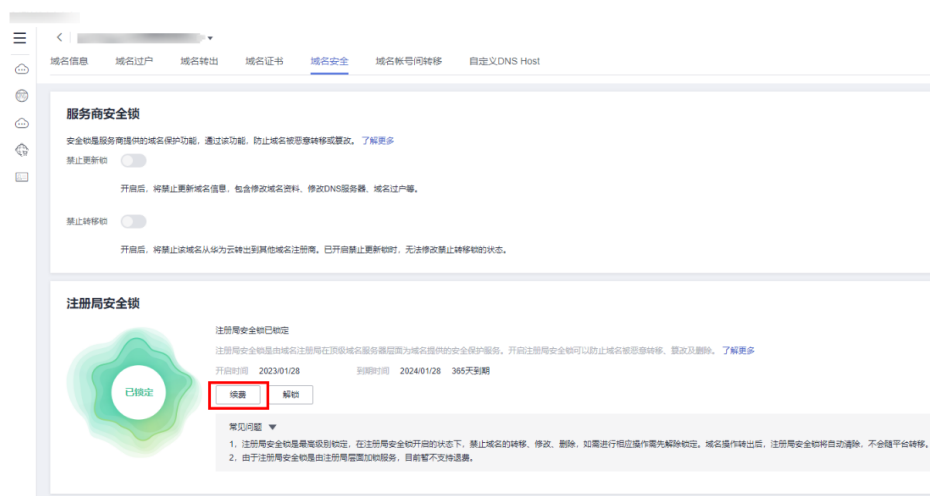 域名信息 域名过户 域名转出 域名证书 域名安全 域名帐号间转移 自定义DNS Host
服务商安全锁
安全锁是服务商提供的域名保护功能，通过该功能，防止域名被恶意转移或篡改。 了解更多
禁止更新锁
开启后，将禁止更新域名信息，包含修改域名资料、修改DNS服务器、域名过户等。
禁止转移锁
开启后，将禁止该域名从华为云转出到其他域名注册商。已开启禁止更新锁时，无法修改禁止转移锁的状态。
注册局安全锁
注册局安全锁已锁定
注册局安全锁是由域名注册局在顶级域名服务器层面为域名提供的安全保护服务。开启注册局安全锁可以防止域名被恶意转移、篡改及删除。 了解更多
开启时间 2023/01/28 到期时间 2024/01/28 365天到期
已锁定
续费 解锁
常见问题
1，注册局安全锁是最高级别锁定，在注册局安全锁开启的状态下，禁止域名的转移、修改、删除，如需进行相应操作需先解除锁定。域名操作转出后，注册局安全锁将自动清除，不会随平台转移。
2，由于注册局安全锁是由注册局层面加锁服务，目前暂不支持退费。